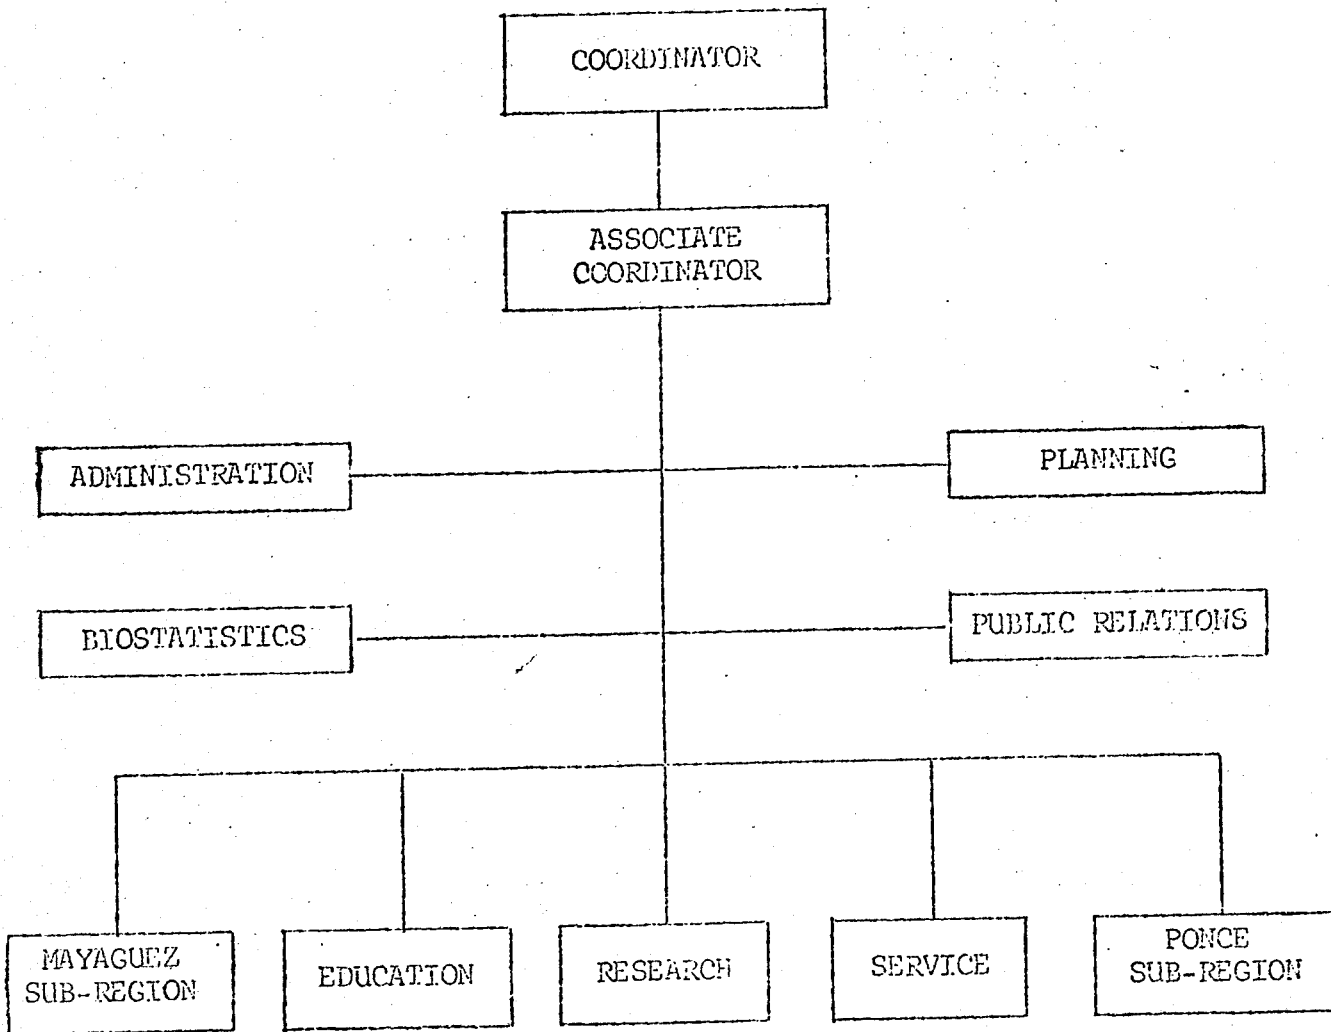 COORDINATOR
ASSOCIATE
COORDINATOR
ADMINISTRATION
PLANNING
BIOSTATISTICS
PUBLIC RELATIONS
MAYAGUEZ
SUB-REGION
EDUCATION
RESEARCH
SERVICE
PONCE
SUB-REGION